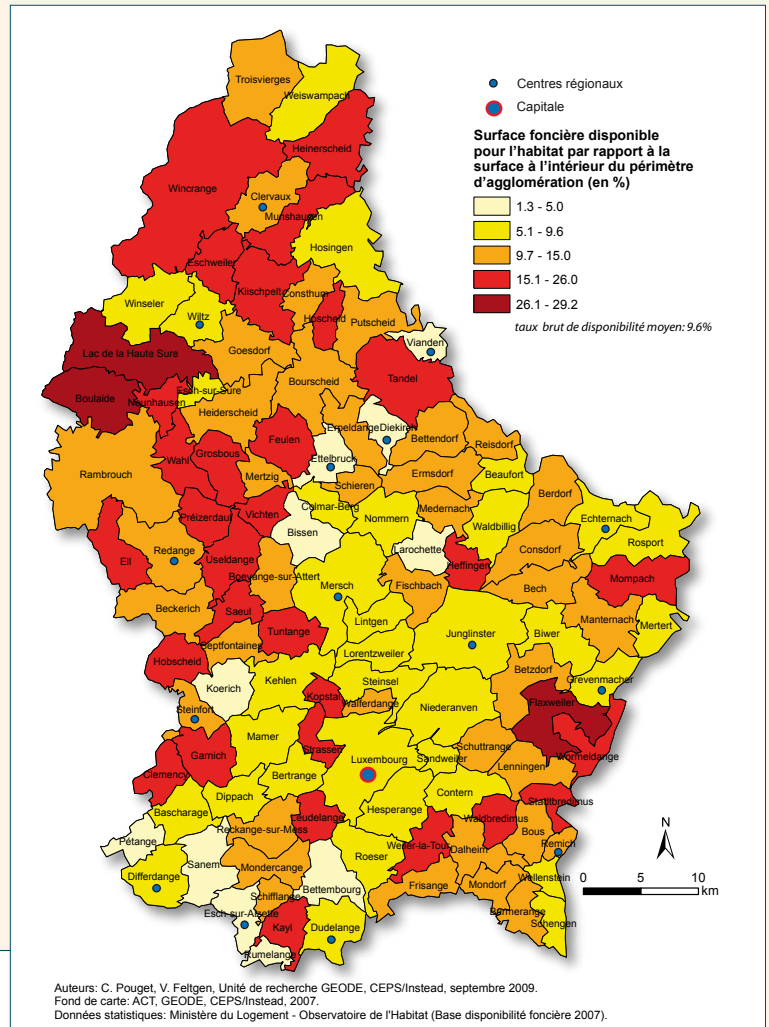 Troisvierges
Weiswampach
Centres régionaux
Capitale
Surface foncière disponible
pour l'habitat par rapport à la
surface à l'intérieur du périmètre
d'agglomération (en %)
1.3 - 5.0
5.1 - 9.6
9.7 - 15.0
15.1 - 26.0
26.1 - 29.2
taux brut de disponibilité moyen: 9.6%
Heinerscheid
Wincrange
Clervaux
Munshausen
Hosingen
Eschweiler
Kiischpelt
Consthum
Winseler
Wiltz
Hoscheid
Putscheid
Vianden
Lac de la Haute Sure
Goesdorf
Tandel
Bourscheid
Esch-sur-Sure
Boulaide
Neunhausen
Heiderscheid
Erpeldange
Diekirch
Bettendorf
Reisdorf
Feulen
Grosbous
Wahl
Ettelbruck
Rambrouch
Mertzig
Schieren
Ermsdorf
Beaufort
Berdorf
Colmar-Berg
Medernach
Echternach
Préizerdaul
Vichten
Nommern
Waldbillig
Bissen
Rosport
Larochette
Consdorf
Ell
Redange
Useldange
Heffingen
Mompach
Boevange-sur-Attert
Mersch
Fischbach
Bech
Beckerich
Saeul
Manternach
Mertert
Lintgen
Tuntange
Junglinster
Biwer
Septfontaines
Lorentzweiler
Hobscheid
Betzdorf
Koerich
Kehlen
Steinsel
Grevenmacher
Kopstal
Walferdange
Niederanven
Flaxweiler
Steinfort
Mamer
Strassen
Schuttrange
Garnich
Luxembourg
Sandweiler
Wormeldange
Lenningen
Clemency
Bertrange
Contern
Dippach
Stadtbredimus
Bascharage
Hesperange
Leudelange
Waldbredimus
Reckange-sur-Mess
Bous
Pétange
Weiler-la-Tour
Remich
Sanem
Roeser
Dalheim
Mondercange
Differdange
Wellenstein
Bettembourg
Frisange
Mondorf
Schifflange
Burmerange
Esch-sur-Alzette
Schengen
Kayl
Dudelange
Rumelange
N
0 5 10
km
Auteurs: C. Pouget, V. Feltgen, Unité de recherche GEODE, CEPS/Instead, septembre 2009.
Fond de carte: ACT, GEODE, CEPS/Instead, 2007.
Données statistiques: Ministère du Logement - Observatoire de l'Habitat (Base disponibilité foncière 2007).